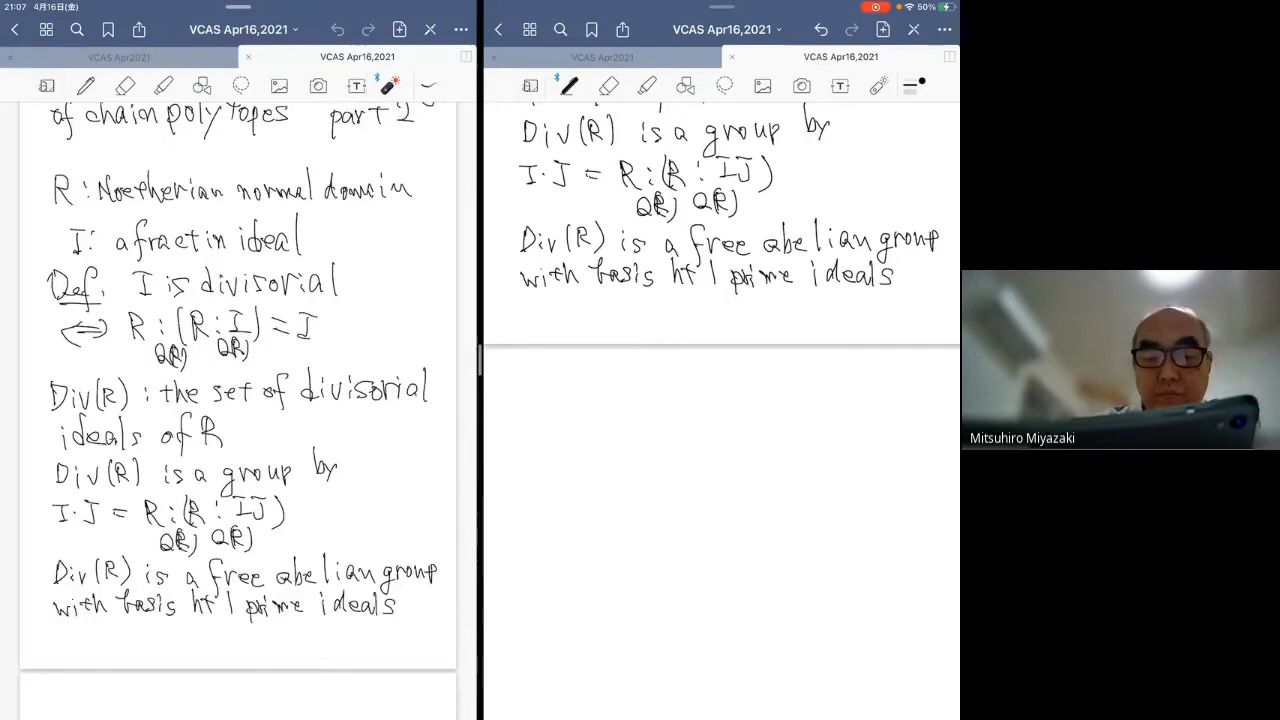 21:07 4月16日(金)
VCAS Apr16,2021
VCAS Apr2021
VCAS Apr16,2021
of chain polytopes part 2
R : Noetherian normal domain
I : a fractin ideal
Def. I is divisorial
⇔ R : (R : I) = I
Q(R) Q(R)
Div(R) : the set of divisorial
ideals of R
Div(R) is a group by
I・J = R : (R : IJ)
Q(R) Q(R)
Div(R) is a free abelian group
with basis ht 1 prime ideals
50%
VCAS Apr16,2021
VCAS Apr2021
VCAS Apr16,2021
Div(R) is a group by
I・J = R : (R : IJ)
Q(R) Q(R)
Div(R) is a free abelian group
with basis ht 1 prime ideals
Mitsuhiro Miyazaki